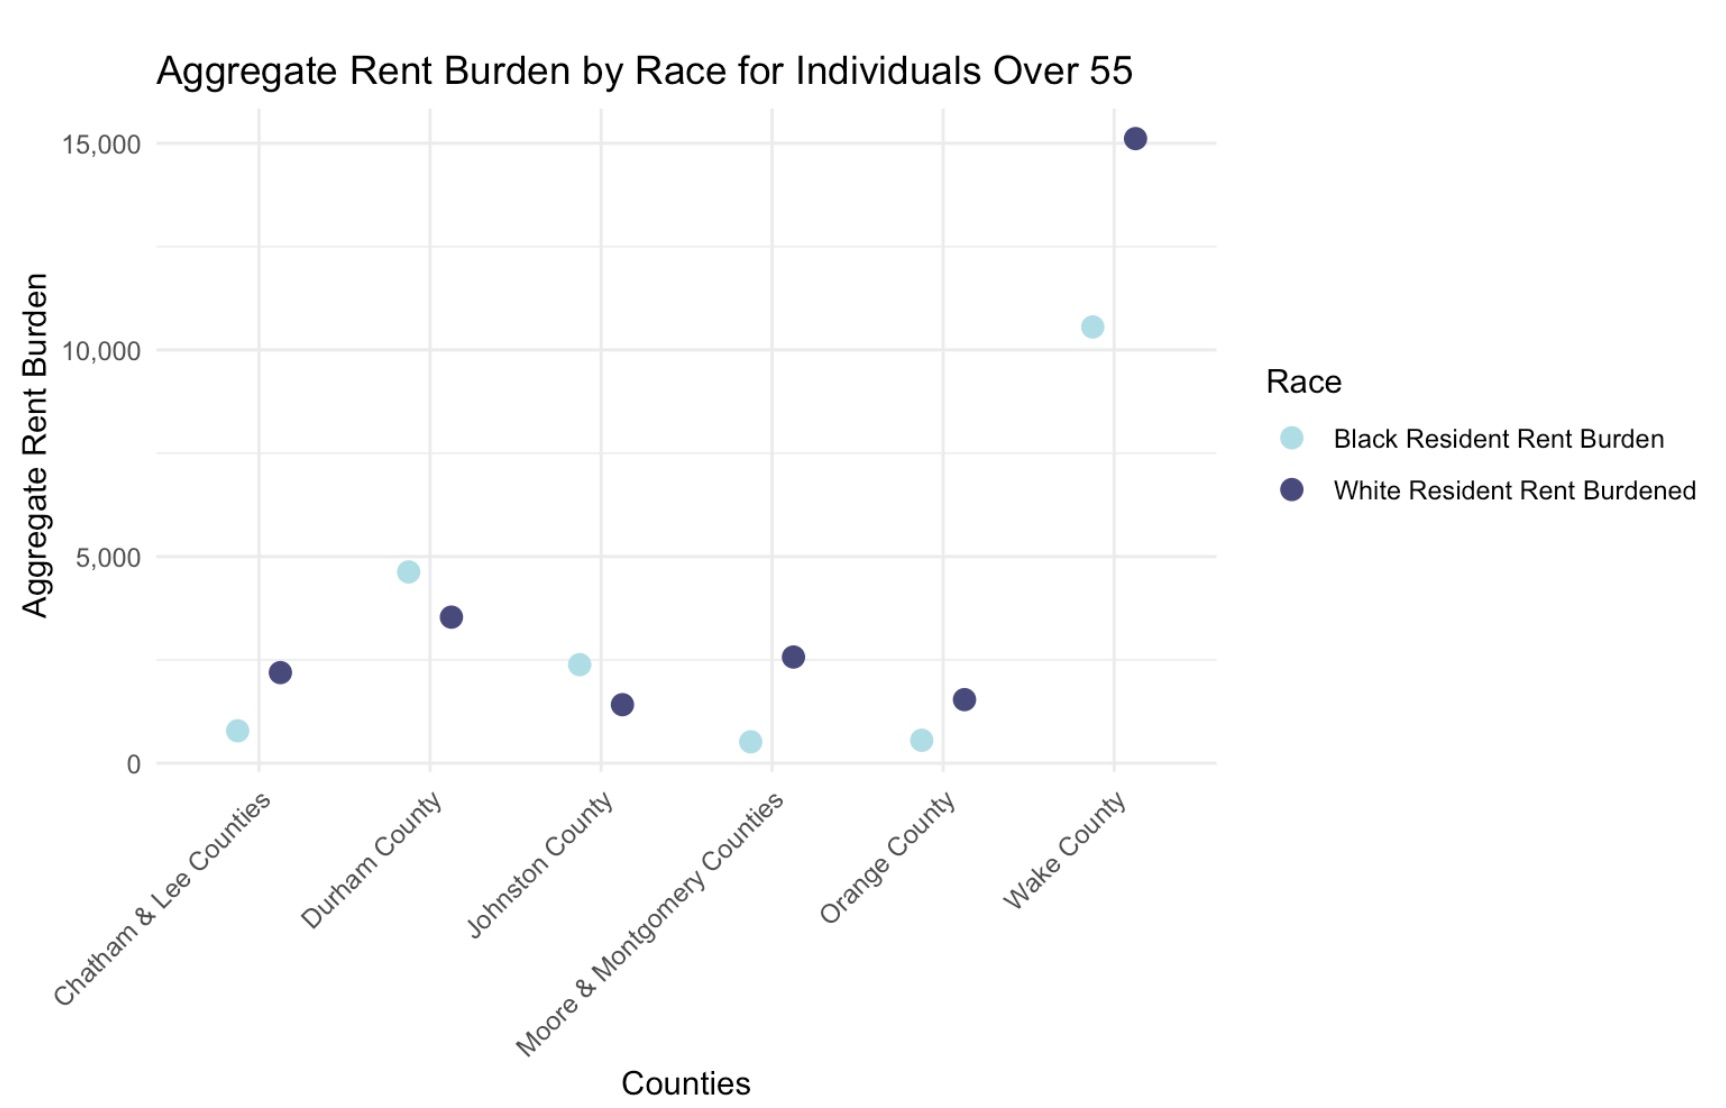 Aggregate Rent Burden by Race for Individuals Over 55
Aggregate Rent Burden
15,000
10,000
5,000
0
Chatham & Lee Counties
Durham County
Johnston County
Moore & Montgomery Counties
Orange County
Wake County
Counties
Race
Black Resident Rent Burden
White Resident Rent Burdened